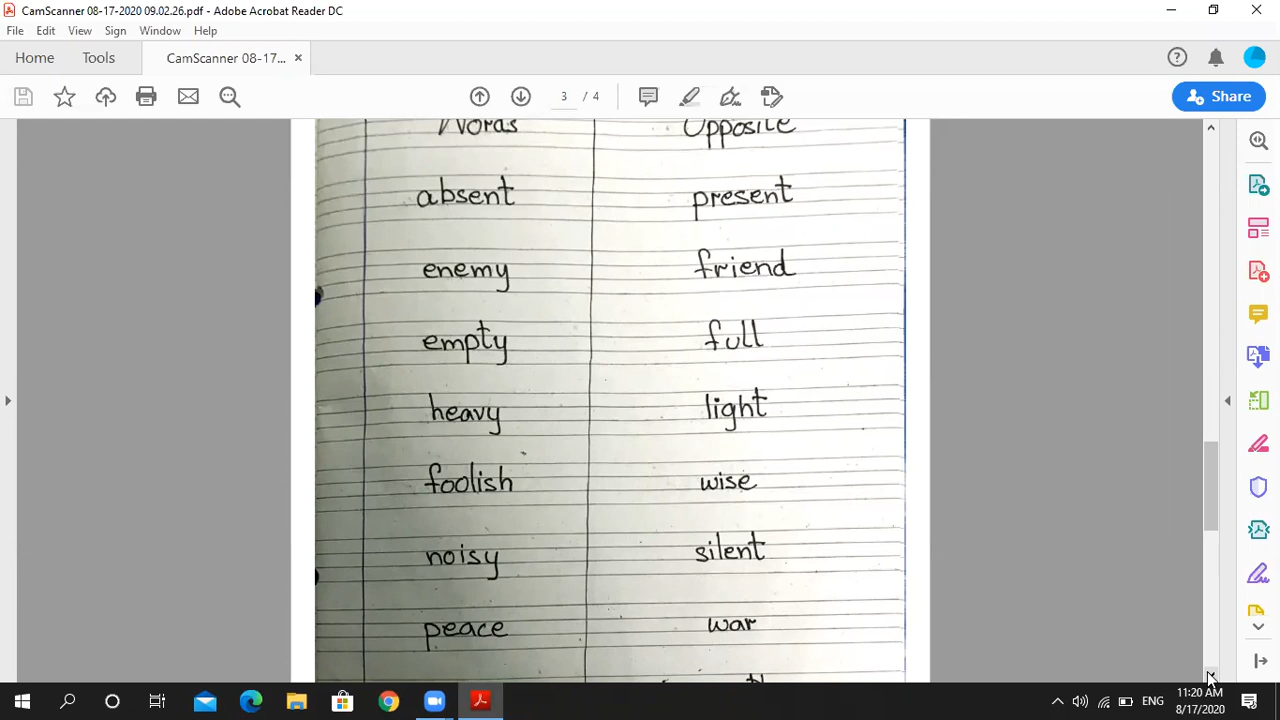 CamScanner 08-17-2020 09.02.26.pdf - Adobe Acrobat Reader DC
File Edit View Sign Window Help
Home Tools CamScanner 08-17...
3 / 4
Share
Words Opposite
absent present
enemy friend
empty full
heavy light
foolish wise
noisy silent
peace war
ENG
11:20 AM
8/17/2020